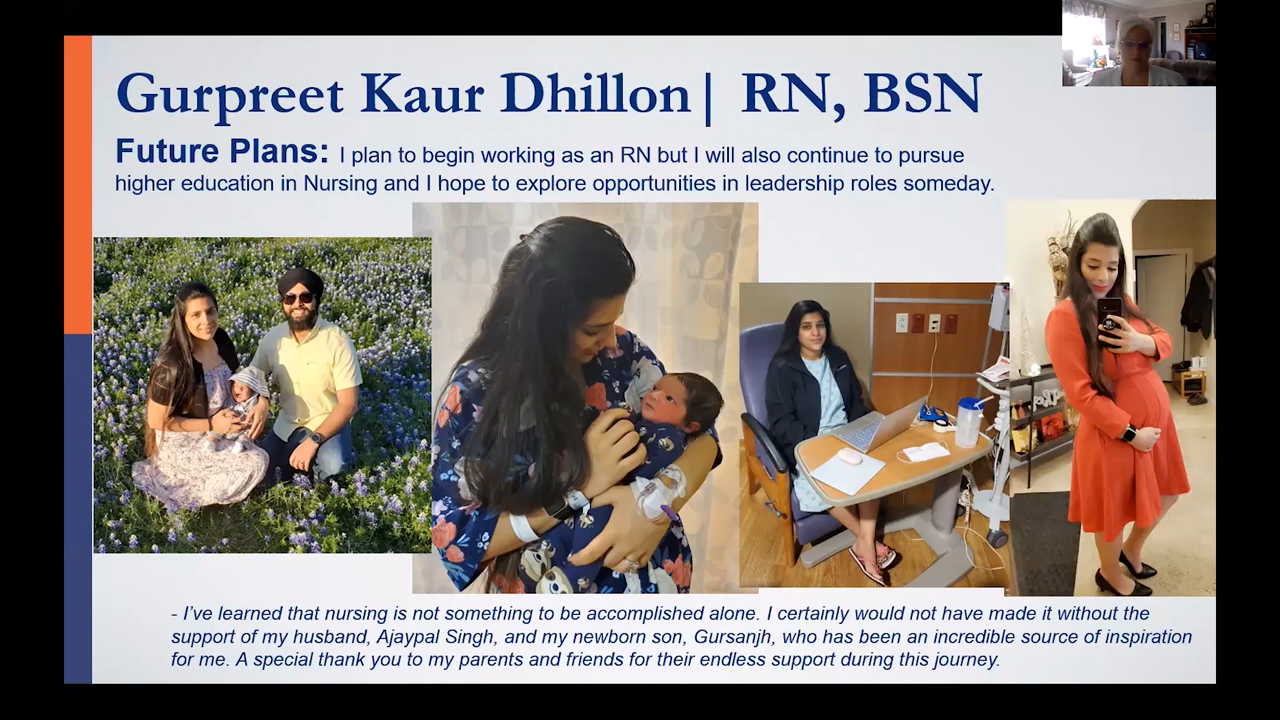 Gurpreet Kaur Dhillon| RN, BSN
Future Plans: I plan to begin working as an RN but I will also continue to pursue
higher education in Nursing and I hope to explore opportunities in leadership roles someday.
- I've learned that nursing is not something to be accomplished alone. I certainly would not have made it without the
support of my husband, Ajaypal Singh, and my newborn son, Gursanjh, who has been an incredible source of inspiration
for me. A special thank you to my parents and friends for their endless support during this journey.